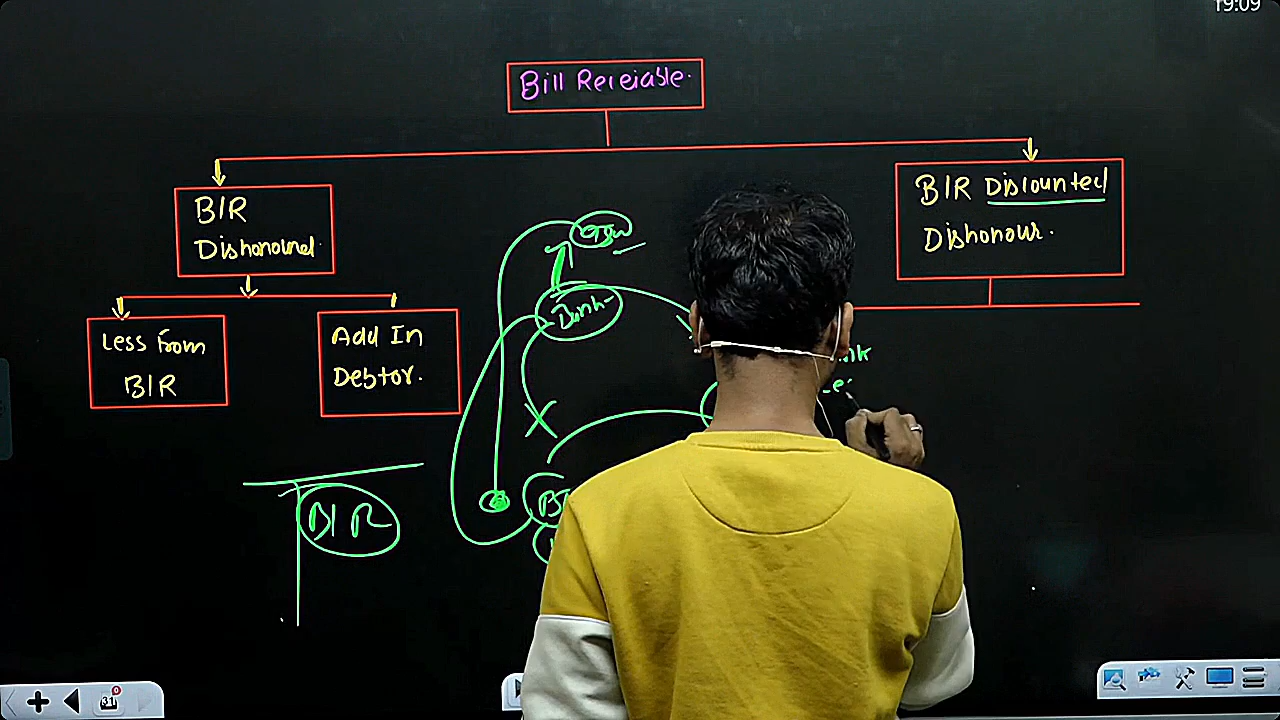 19:09
Bill Receiable.
BIR
Dishonoured.
BIR Discounted
Dishonour.
Less From
BIR
Add In
Debtor.
Bank
BIR